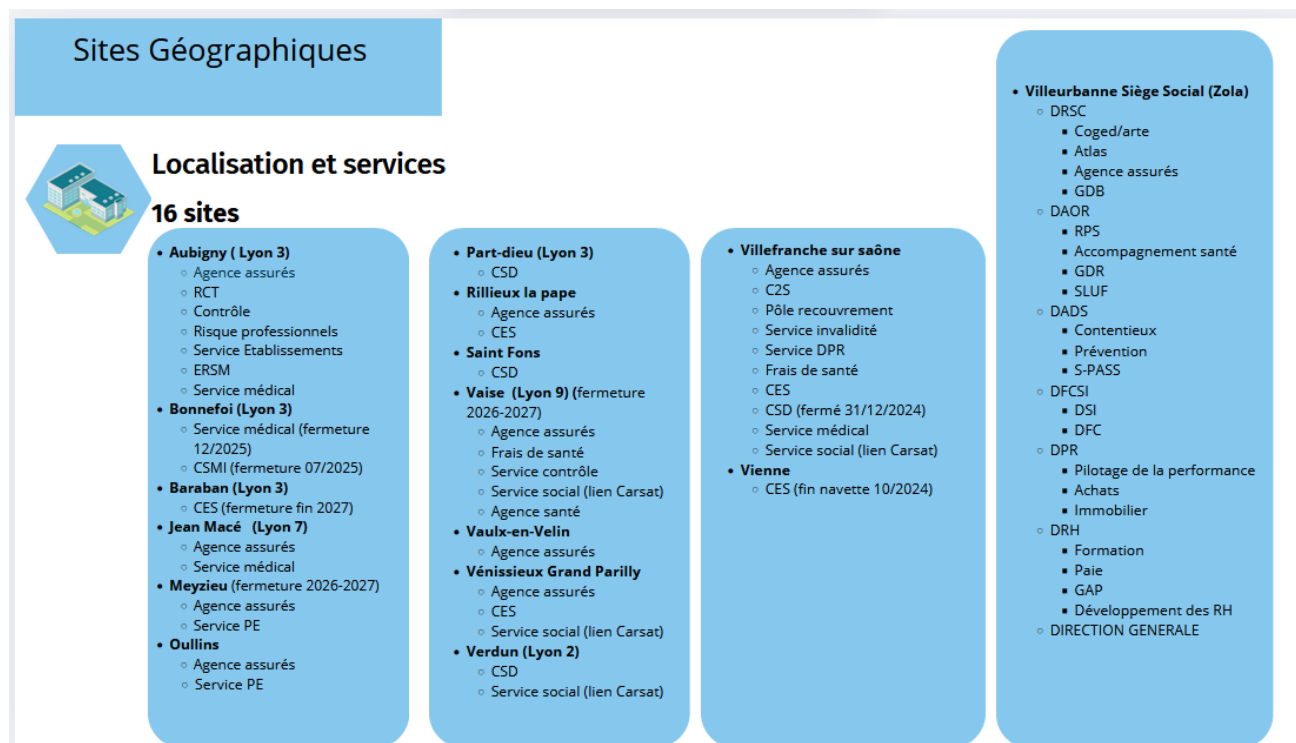 Sites Géographiques
Localisation et services
16 sites
• Aubigny ( Lyon 3)
◦ Agence assurés
◦ RCT
◦ Contrôle
◦ Risque professionnels
◦ Service Etablissements
◦ ERSM
◦ Service médical
• Bonnefoi (Lyon 3)
◦ Service médical (fermeture
12/2025)
◦ CSMI (fermeture 07/2025)
• Baraban (Lyon 3)
◦ CES (fermeture fin 2027)
• Jean Macé (Lyon 7)
◦ Agence assurés
◦ Service médical
• Meyzieu (fermeture 2026-2027)
◦ Agence assurés
◦ Service PE
• Oullins
◦ Agence assurés
◦ Service PE
• Part-dieu (Lyon 3)
◦ CSD
• Rillieux la pape
◦ Agence assurés
◦ CES
• Saint Fons
◦ CSD
• Vaise (Lyon 9) (fermeture
2026-2027)
◦ Agence assurés
◦ Frais de santé
◦ Service contrôle
◦ Service social (lien Carsat)
◦ Agence santé
• Vaulx-en-Velin
◦ Agence assurés
• Vénissieux Grand Parilly
◦ Agence assurés
◦ CES
◦ Service social (lien Carsat)
• Verdun (Lyon 2)
◦ CSD
◦ Service social (lien Carsat)
• Villefranche sur saône
◦ Agence assurés
◦ C2S
◦ Pôle recouvrement
◦ Service invalidité
◦ Service DPR
◦ Frais de santé
◦ CES
◦ CSD (fermé 31/12/2024)
◦ Service médical
◦ Service social (lien Carsat)
• Vienne
◦ CES (fin navette 10/2024)
• Villeurbanne Siège Social (Zola)
◦ DRSC
▪ Coged/arte
▪ Atlas
▪ Agence assurés
▪ GDB
◦ DAOR
▪ RPS
▪ Accompagnement santé
▪ GDR
▪ SLUF
◦ DADS
▪ Contentieux
▪ Prévention
▪ S-PASS
◦ DFCSI
▪ DSI
▪ DFC
◦ DPR
▪ Pilotage de la performance
▪ Achats
▪ Immobilier
◦ DRH
▪ Formation
▪ Paie
▪ GAP
▪ Développement des RH
◦ DIRECTION GENERALE